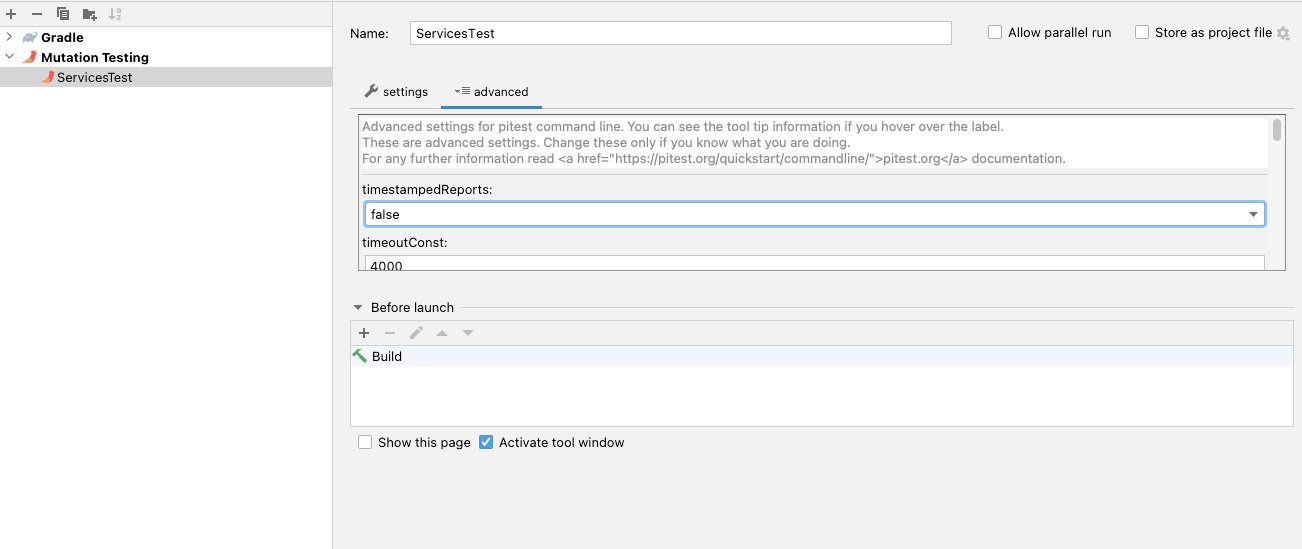 Gradle
Mutation Testing
ServicesTest
Name:
ServicesTest
Allow parallel run
Store as project file
settings
advanced
Advanced settings for pitest command line. You can see the tool tip information if you hover over the label.
These are advanced settings. Change these only if you know what you are doing.
For any further information read <a href="https://pitest.org/quickstart/commandline/">pitest.org</a> documentation.
timestampedReports:
false
timeoutConst:
4000
Before launch
Build
Show this page
Activate tool window